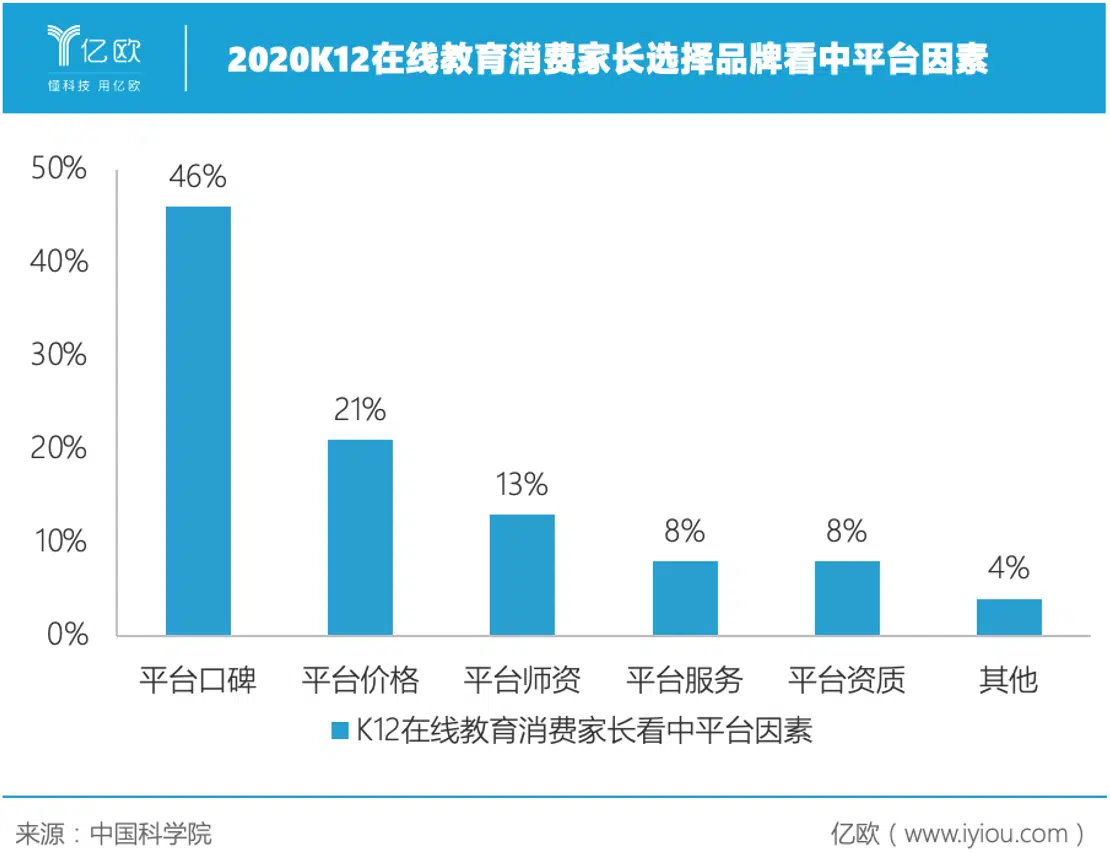 亿欧
懂科技 用亿欧
2020K12在线教育消费家长选择品牌看中平台因素
50%
40%
30%
20%
10%
0%
46%
21%
13%
8%
8%
4%
平台口碑 平台价格 平台师资 平台服务 平台资质 其他
K12在线教育消费家长看中平台因素
来源：中国科学院
亿欧（www.iyiou.com）